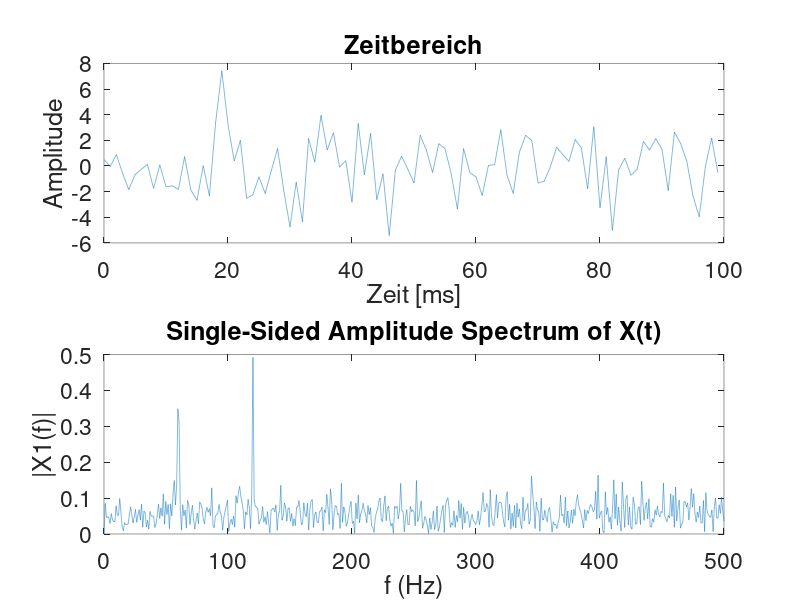 Zeitbereich
8
6
4
2
0
-2
-4
-6
Amplitude
0 20 40 60 80 100
Zeit [ms]
Single-Sided Amplitude Spectrum of X(t)
0.5
0.4
0.3
0.2
0.1
0
|X1(f)|
0 100 200 300 400 500
f (Hz)